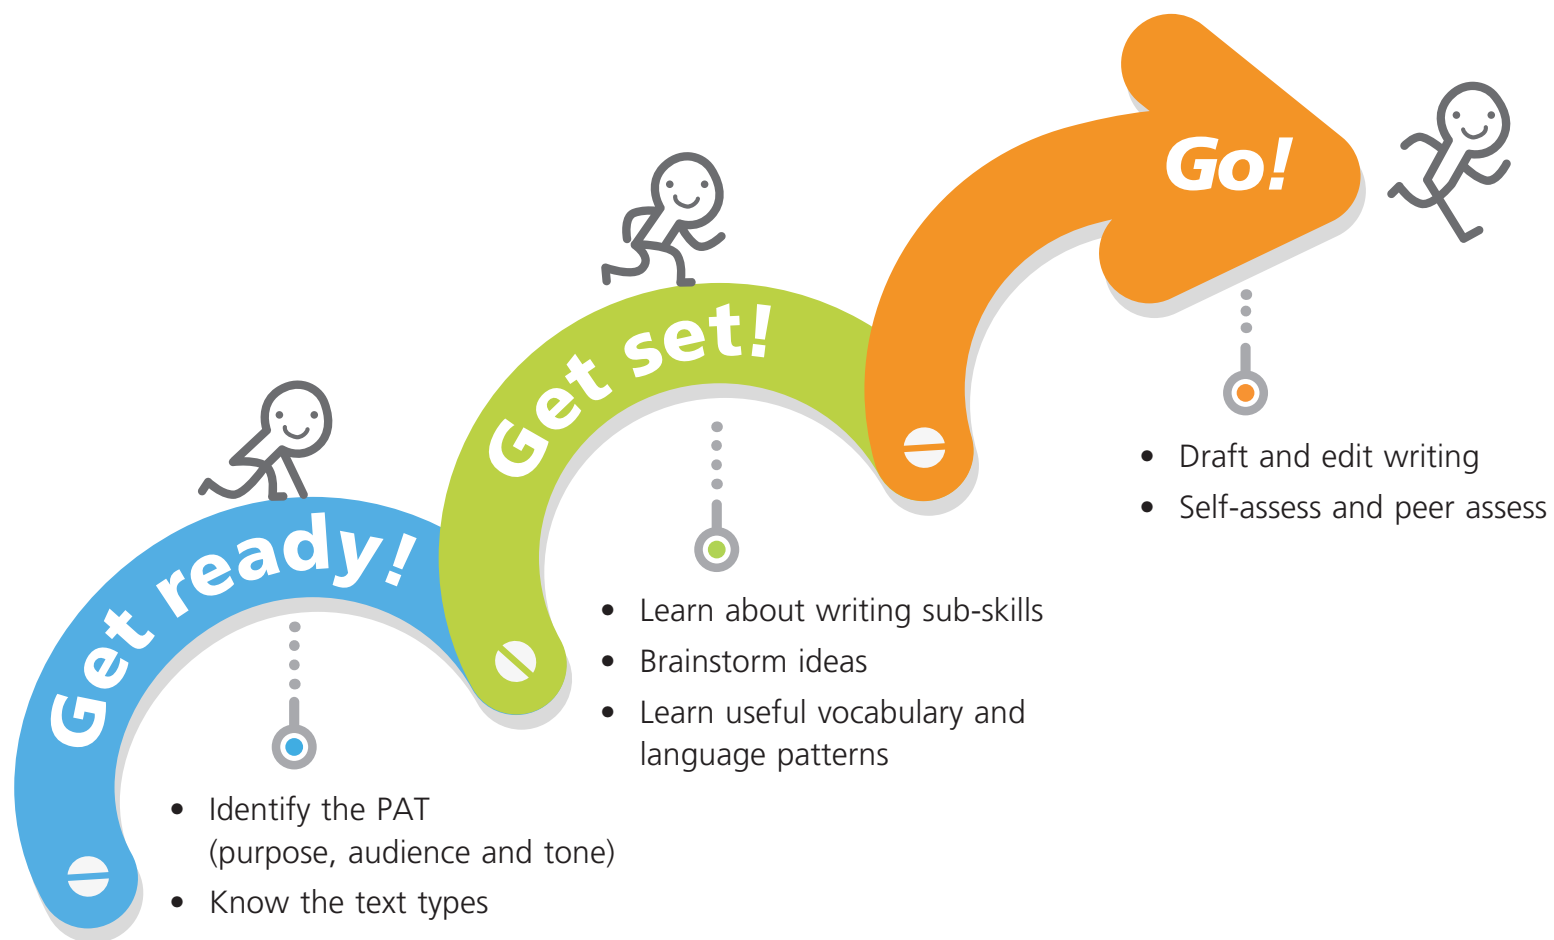 Get ready!
• Identify the PAT
(purpose, audience and tone)
• Know the text types
Get set!
• Learn about writing sub-skills
• Brainstorm ideas
• Learn useful vocabulary and
language patterns
Go!
• Draft and edit writing
• Self-assess and peer assess